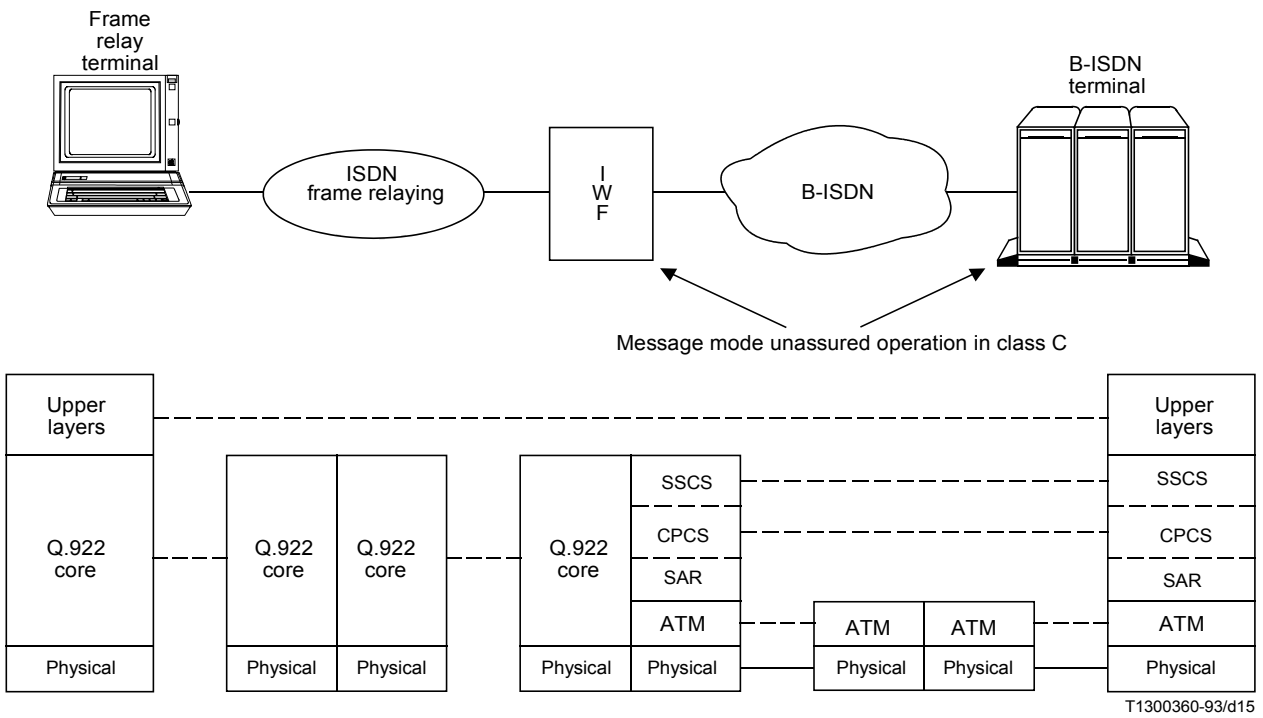 Frame
relay
terminal
B-ISDN
terminal
ISDN
frame relaying
I
W
F
B-ISDN
Message mode unassured operation in class C
Upper
layers
Upper
layers
SSCS
SSCS
Q.922
core
Q.922
core
Q.922
core
Q.922
core
CPCS
CPCS
SAR
SAR
ATM
ATM
ATM
ATM
Physical
Physical
Physical
Physical
Physical
Physical
Physical
Physical
T1300360-93/d15